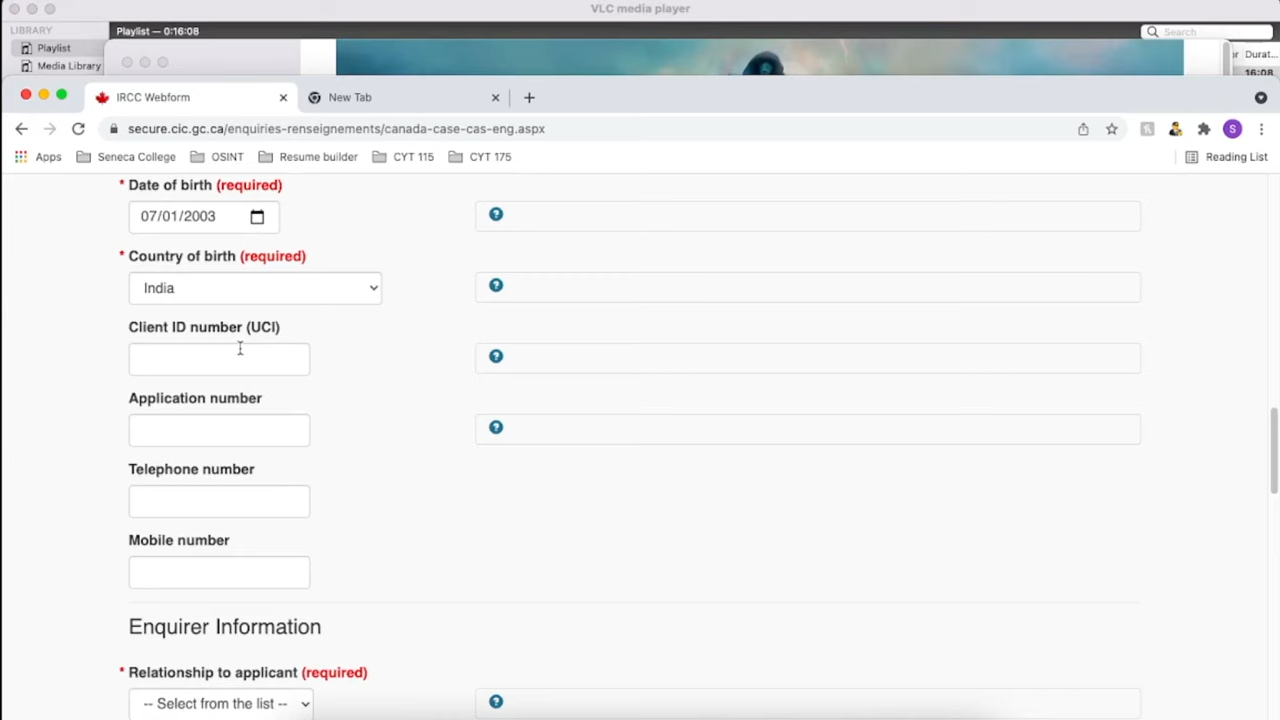 VLC media player
LIBRARY
Playlist — 0:16:08
Search
Playlist
Media Library
or Durat...
16:08
IRCC Webform
New Tab
secure.cic.gc.ca/enquiries-renseignements/canada-case-cas-eng.aspx
S
Apps
Seneca College
OSINT
Resume builder
CYT 115
CYT 175
Reading List
* Date of birth (required)
07/01/2003
?
* Country of birth (required)
India
?
Client ID number (UCI)
?
Application number
?
Telephone number
Mobile number
Enquirer Information
* Relationship to applicant (required)
-- Select from the list --
?